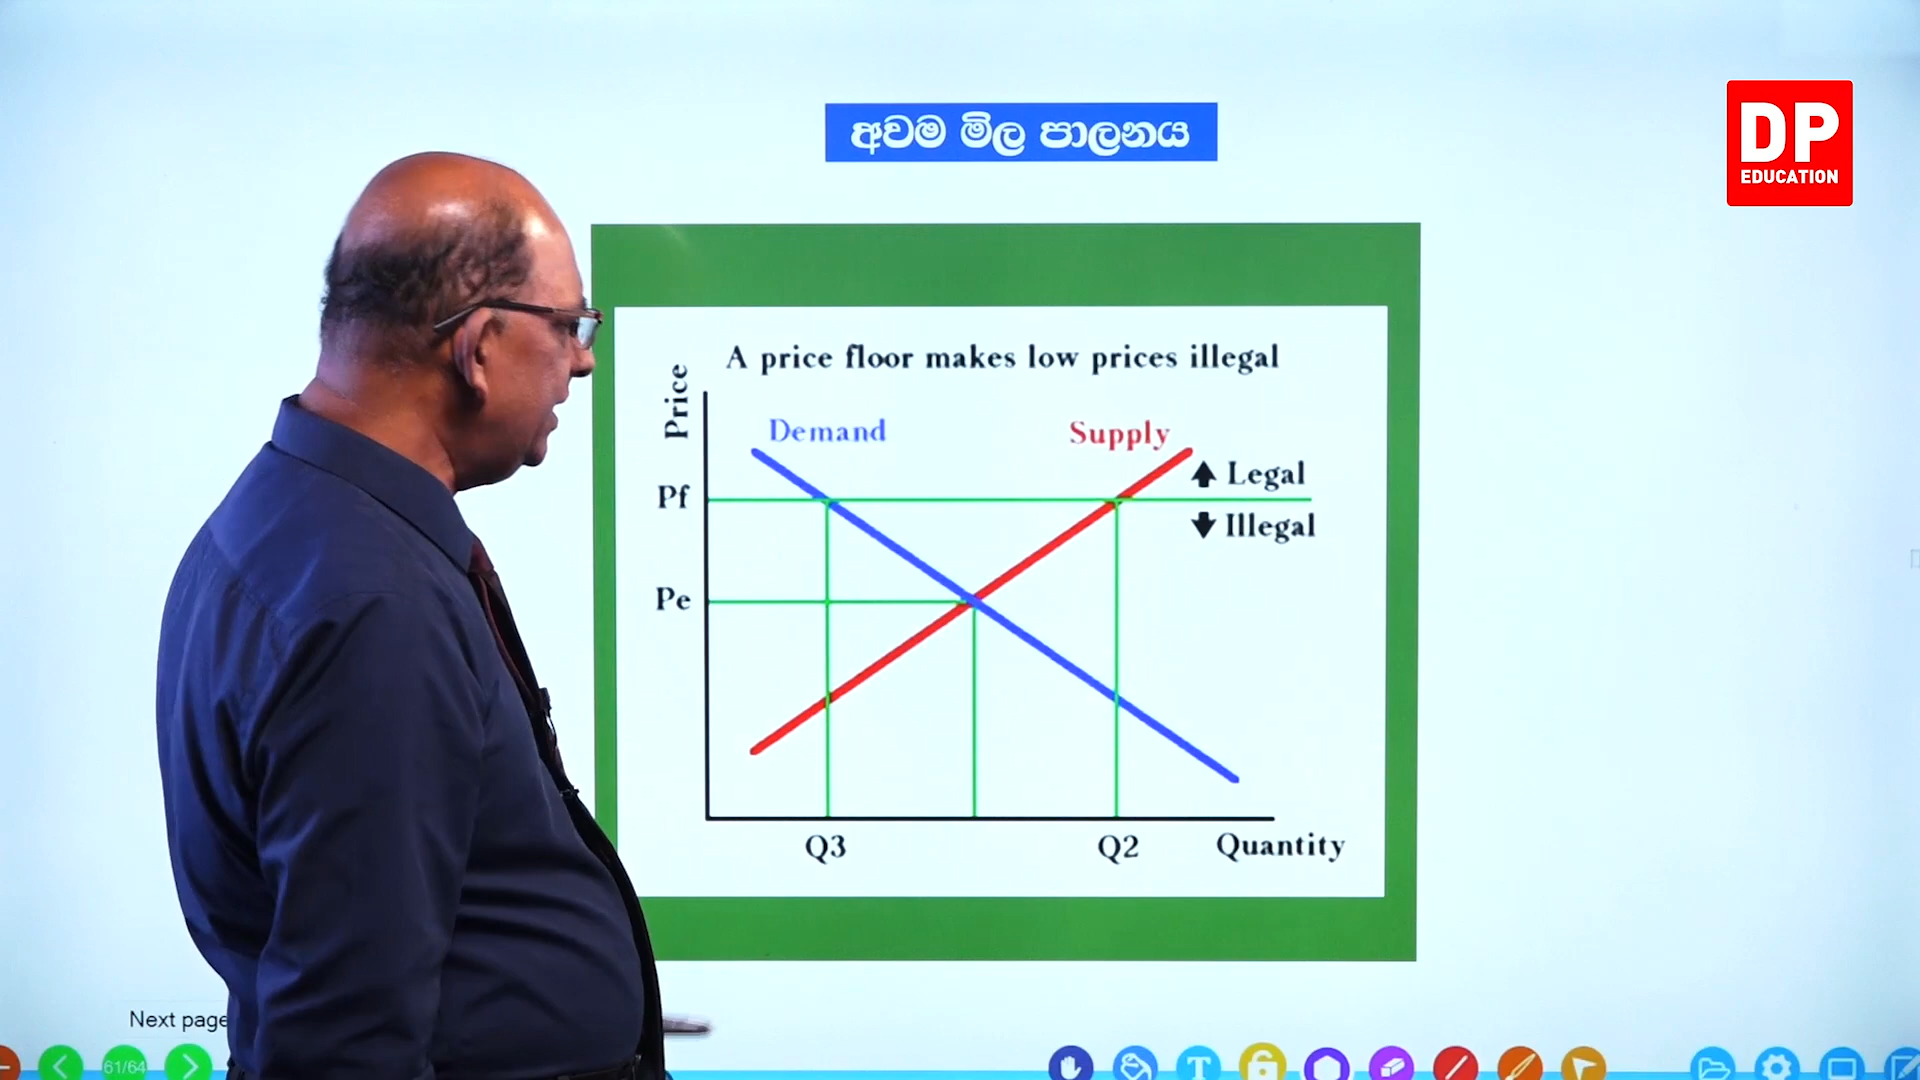 අවම මිල පාලනය
DP
EDUCATION
A price floor makes low prices illegal
Price
Demand
Supply
Legal
Pf
Illegal
Pe
Q3
Q2
Quantity
Next page
61/64
T